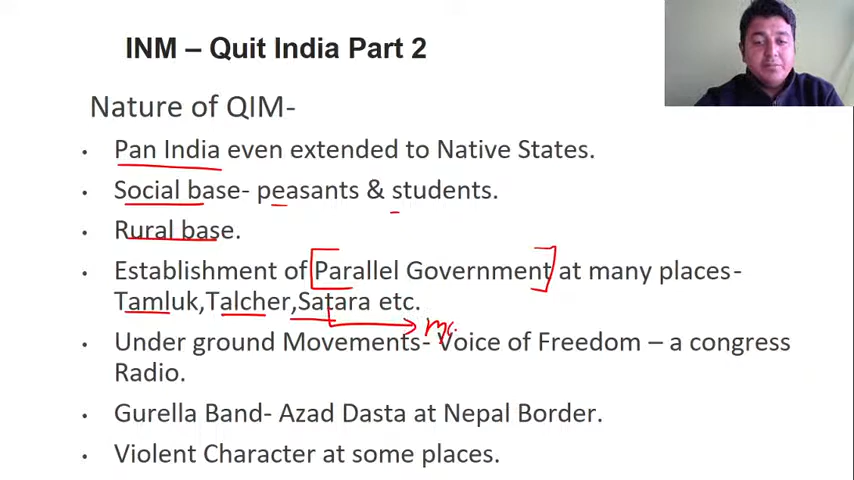 INM – Quit India Part 2
Nature of QIM-
• Pan India even extended to Native States.
• Social base- peasants & students.
• Rural base.
• Establishment of Parallel Government at many places-
Tamluk,Talcher,Satara etc.
• Under ground Movements- Voice of Freedom – a congress
Radio.
• Gurella Band- Azad Dasta at Nepal Border.
• Violent Character at some places.